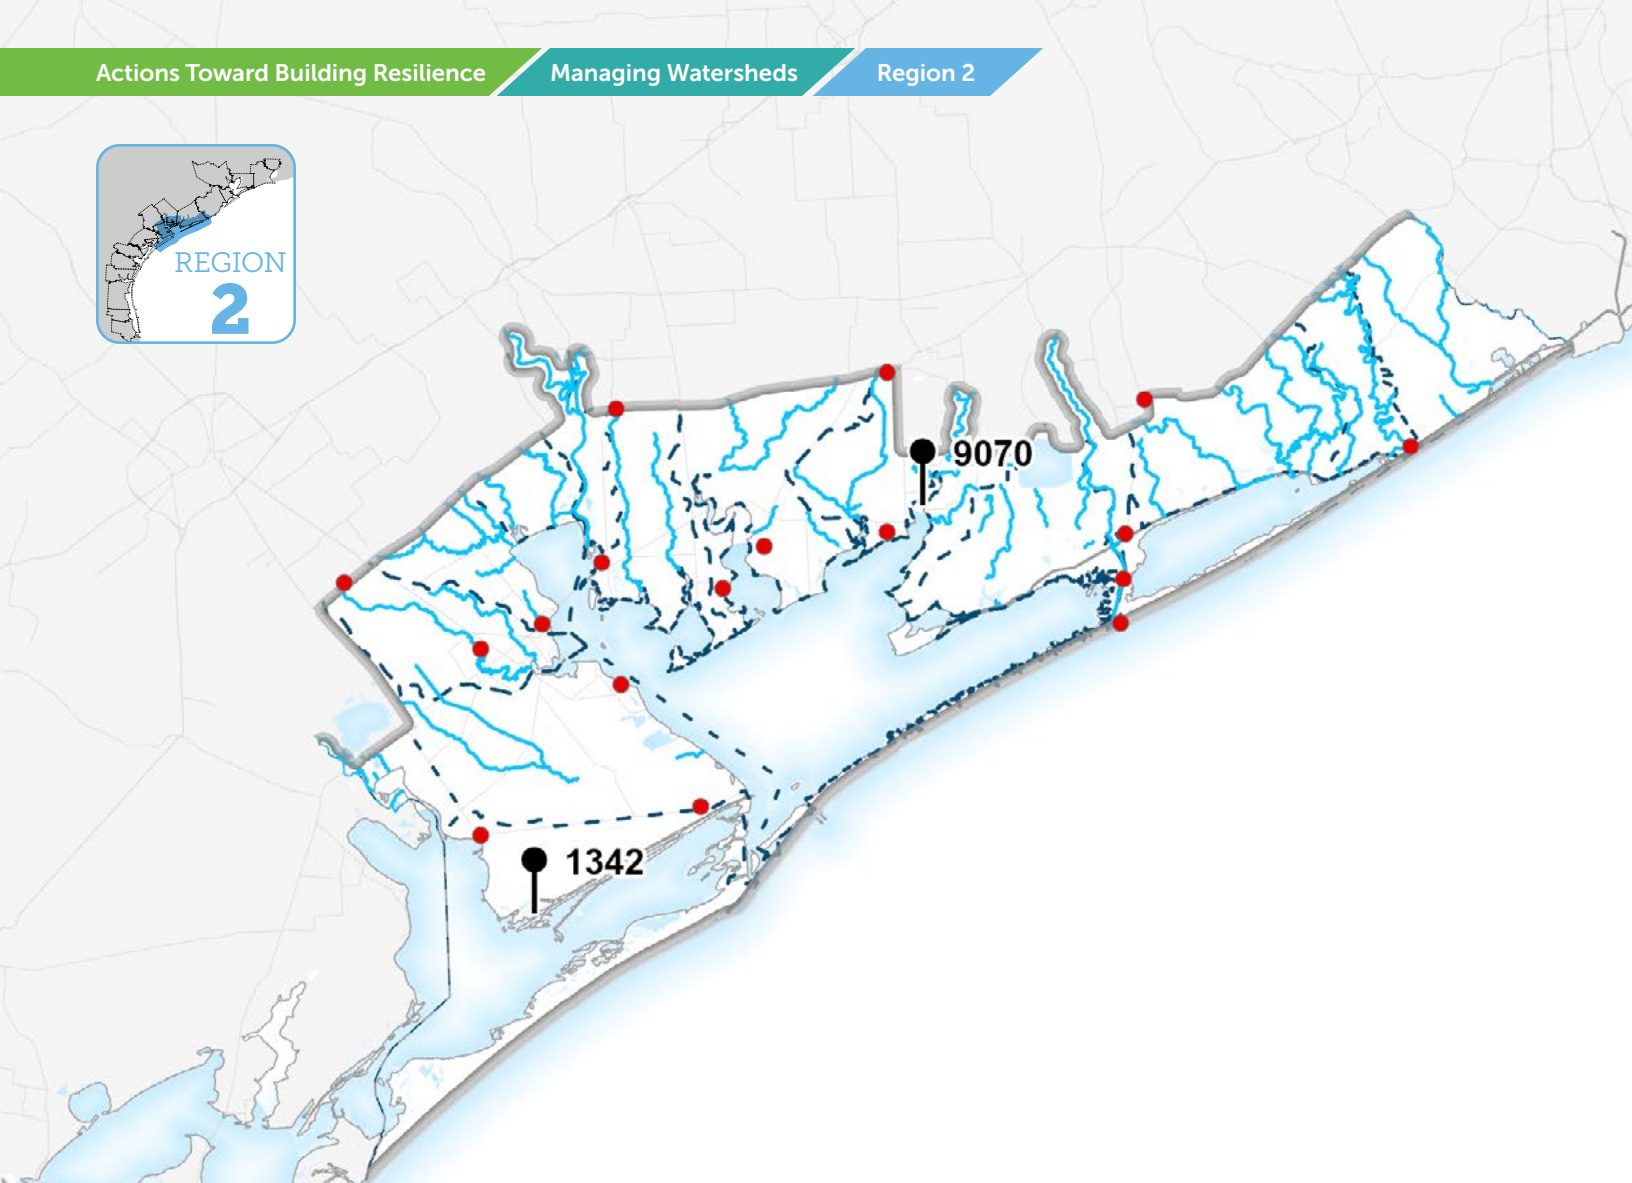 Actions Toward Building Resilience
Managing Watersheds
Region 2
REGION
2
9070
1342